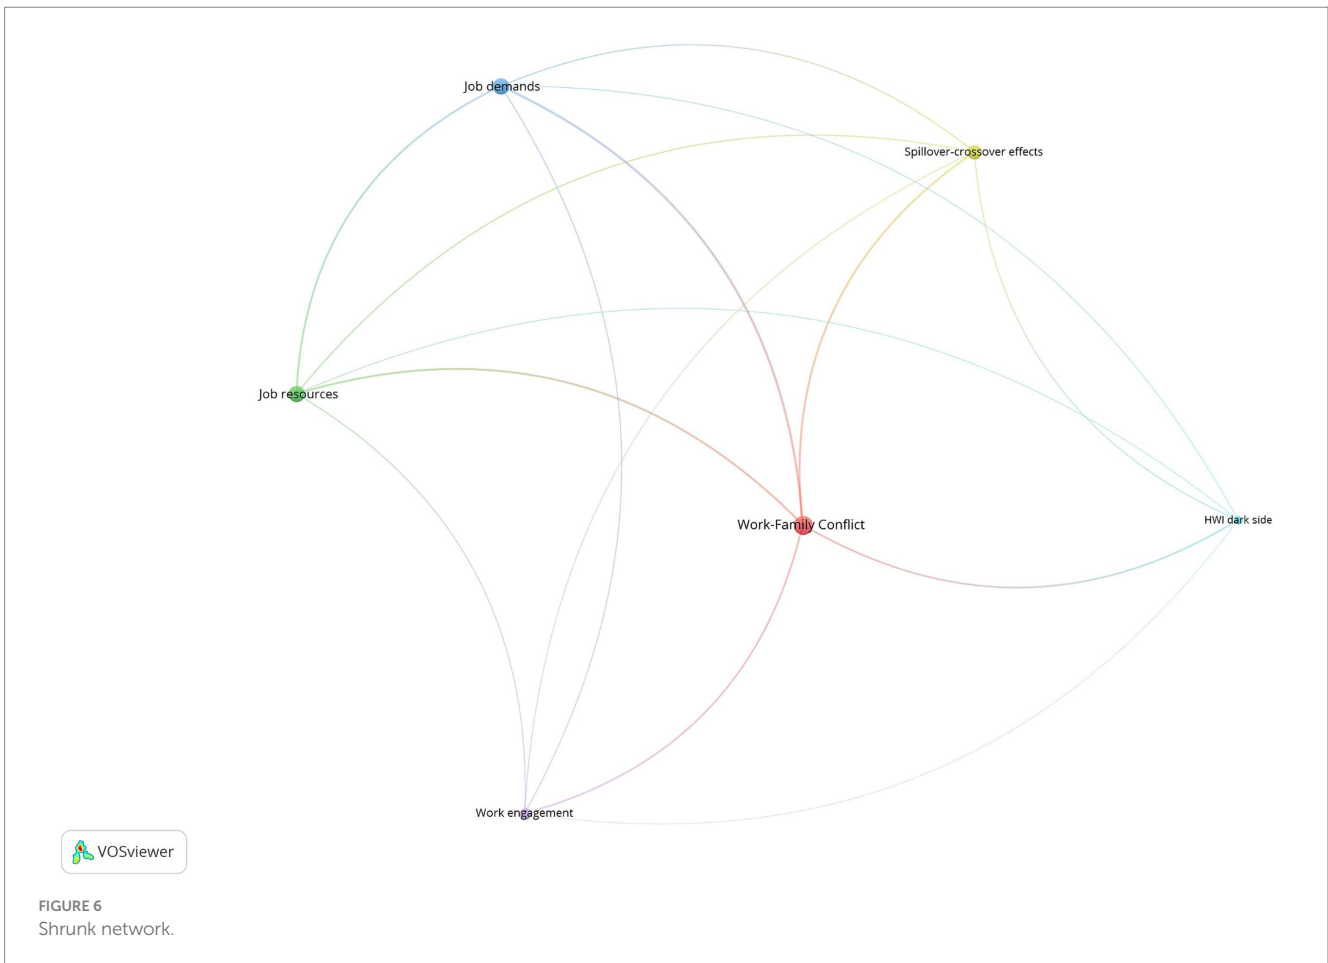 Job demands
Spillover-crossover effects
Job resources
Work-Family Conflict
HWI dark side
Work engagement
VOSviewer
FIGURE 6
Shrunk network.